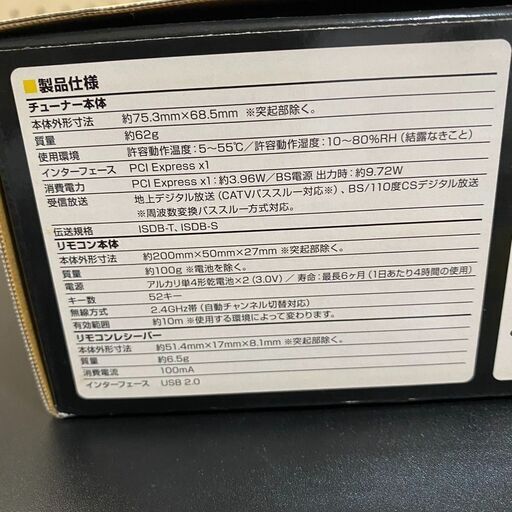 ■製品仕様
チューナー本体
本体外形寸法 約75.3mm×68.5mm ※突起部除く。
質量 約62g
使用環境 許容動作温度:5~55℃/許容動作湿度:10~80%RH(結露なきこと)
インターフェース PCI Express x1
消費電力 PCI Express x1:約3.96W/BS電源 出力時:約9.72W
受信放送 地上デジタル放送(CATVパススルー対応※)、BS/110度CSデジタル放送
※周波数変換パススルー方式対応。
伝送規格 ISDB-T、ISDB-S
リモコン本体
本体外形寸法 約200mm×50mm×27mm ※突起部除く。
質量 約100g ※電池を除く。
電源 アルカリ単4形乾電池×2(3.0V)/寿命:最長6ヶ月(1日あたり4時間の使用)
キー数 52キー
無線方式 2.4GHz帯(自動チャンネル切替対応)
有効範囲 約10m ※使用する環境によって変わります。
リモコンレシーバー
本体外形寸法 約51.4mm×17mm×8.1mm ※突起部除く。
質量 約6.5g
消費電流 100mA
インターフェース USB 2.0